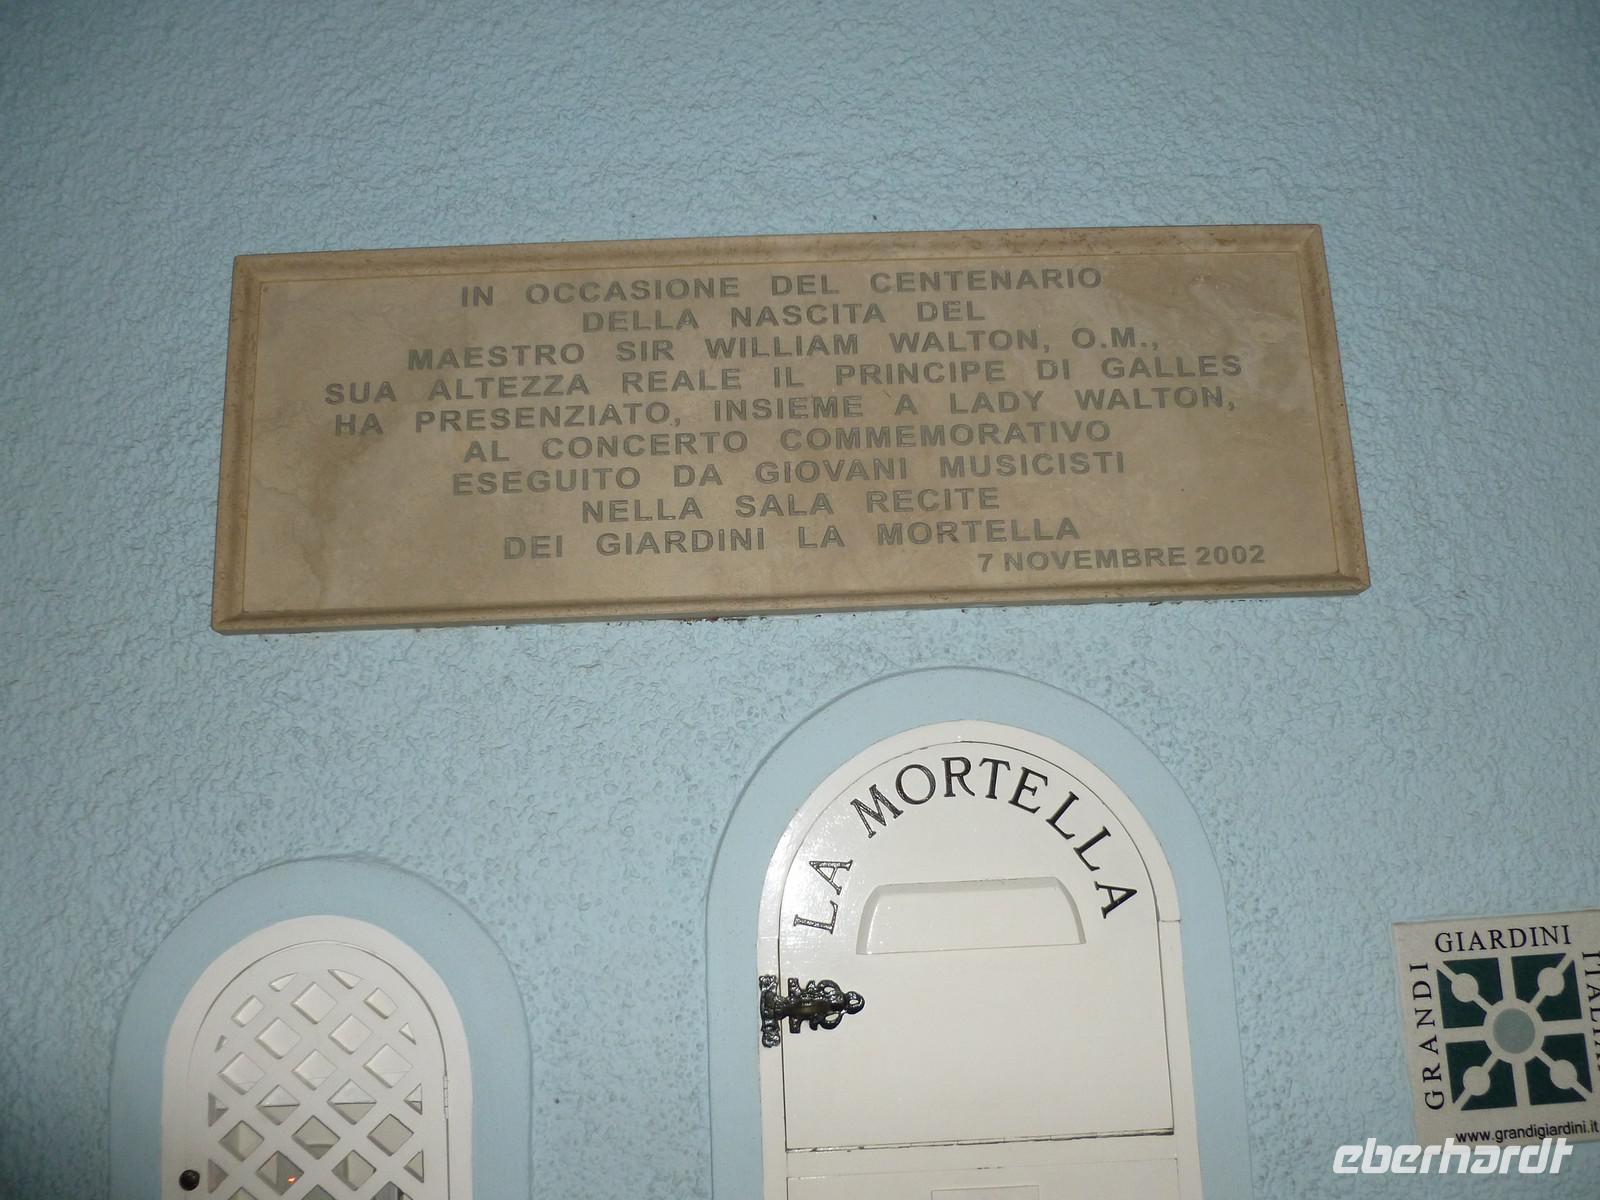 IN OCCASIONE DEL CENTENARIO
DELLA NASCITA DEL
MAESTRO SIR WILLIAM WALTON, O.M.,
SUA ALTEZZA REALE IL PRINCIPE DI GALLES
HA PRESENZIATO, INSIEME A LADY WALTON,
AL CONCERTO COMMEMORATIVO
ESEGUITO DA GIOVANI MUSICISTI
NELLA SALA RECITE
DEI GIARDINI LA MORTELLA
7 NOVEMBRE 2002
LA MORTELLA
GRANDI
GIARDINI
www.grandigiardini.it
eberhardt